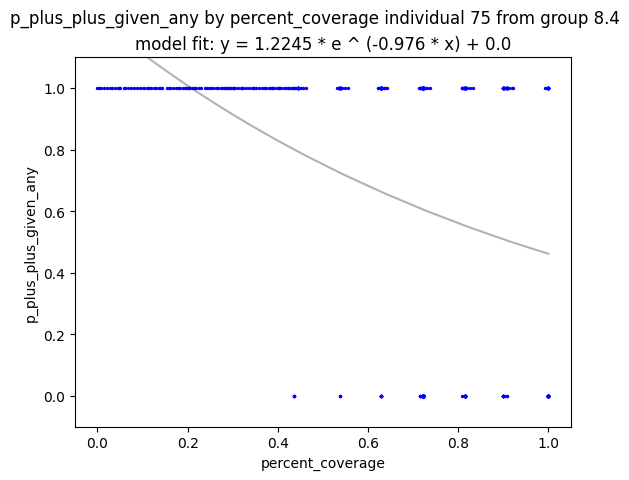 p_plus_plus_given_any by percent_coverage individual 75 from group 8.4
model fit: y = 1.2245 * e ^ (-0.976 * x) + 0.0
1.0
0.8
0.6
0.4
0.2
0.0
p_plus_plus_given_any
0.0 0.2 0.4 0.6 0.8 1.0
percent_coverage